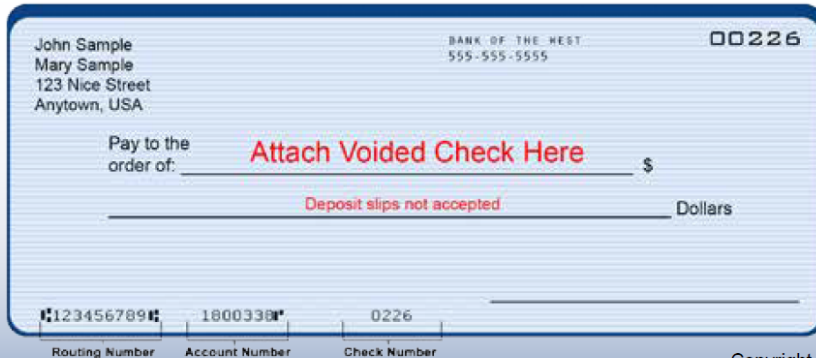 John Sample
Mary Sample
123 Nice Street
Anytown, USA
BANK OF THE WEST
555-555-5555
00226
Pay to the
order of:
Attach Voided Check Here
$
Deposit slips not accepted
Dollars
⑆123456789⑆ 1800338⑈ 0226
Routing Number Account Number Check Number
Copyright